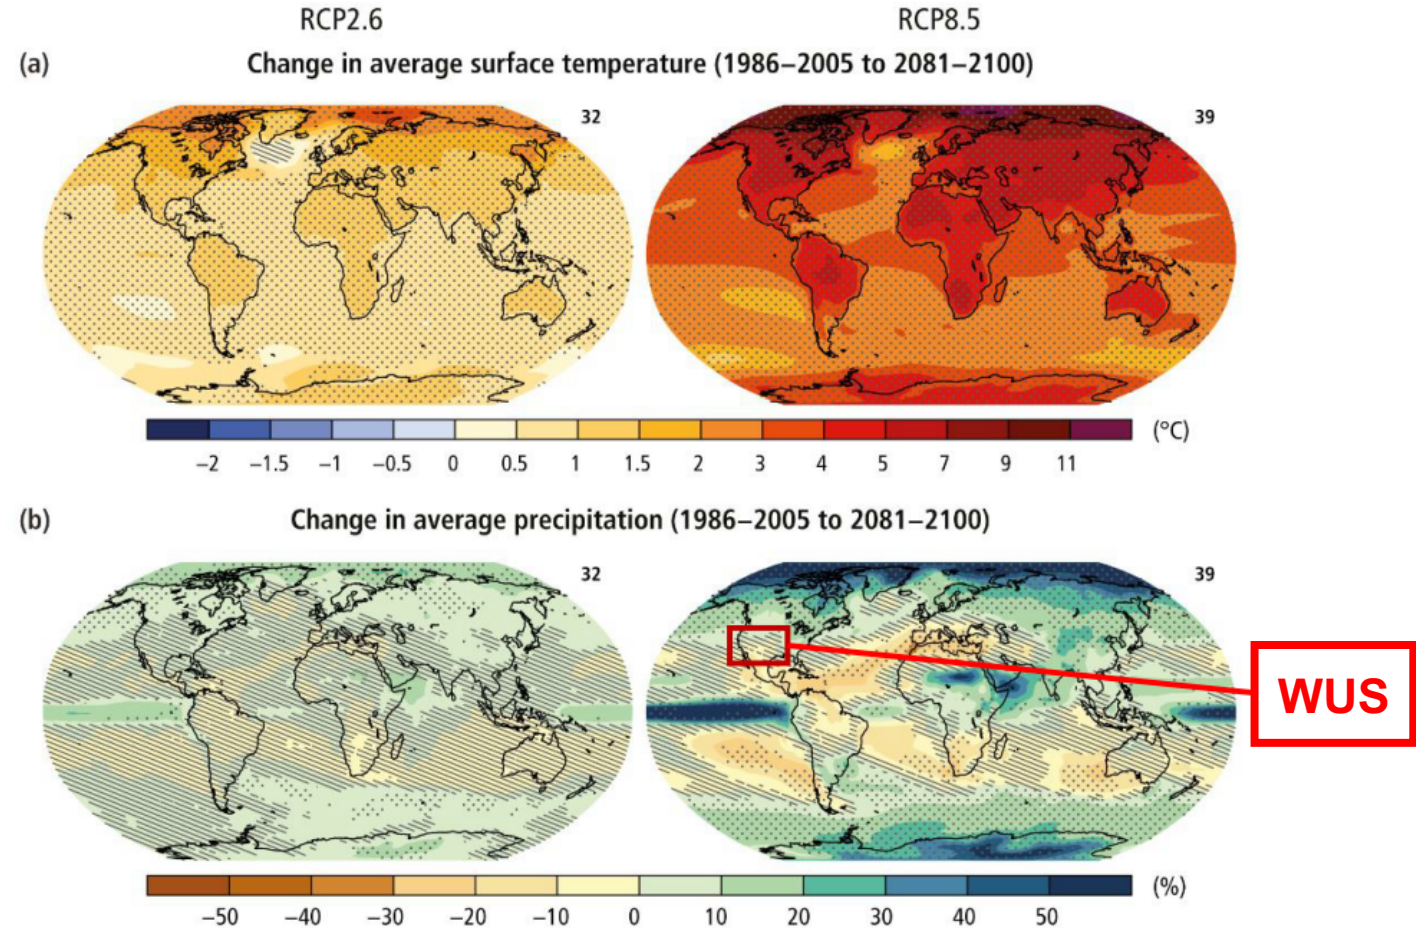 RCP2.6 RCP8.5
(a) Change in average surface temperature (1986–2005 to 2081–2100)
32 39
−2 −1.5 −1 −0.5 0 0.5 1 1.5 2 3 4 5 7 9 11 (°C)
(b) Change in average precipitation (1986–2005 to 2081–2100)
32 39
WUS
−50 −40 −30 −20 −10 0 10 20 30 40 50 (%)